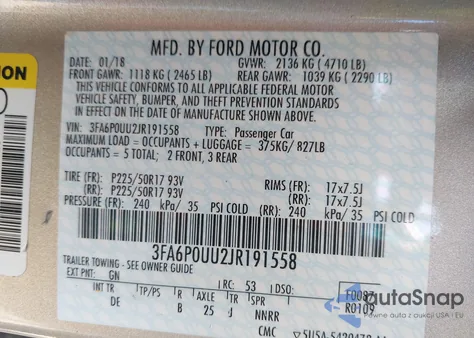 MFD. BY FORD MOTOR CO.
DATE: 01/18 GVWR: 2136 KG (4710 LB)
FRONT GAWR: 1118 KG (2465 LB) REAR GAWR: 1039 KG (2290 LB)
THIS VEHICLE CONFORMS TO ALL APPLICABLE FEDERAL MOTOR
VEHICLE SAFETY, BUMPER, AND THEFT PREVENTION STANDARDS
IN EFFECT ON THE DATE OF MANUFACTURE SHOWN ABOVE.
VIN: 3FA6P0UU2JR191558 TYPE: Passenger Car
MAXIMUM LOAD = OCCUPANTS + LUGGAGE = 375KG/ 827LB
OCCUPANTS = 5 TOTAL; 2 FRONT, 3 REAR
TIRE (FR): P225/50R17 93V RIMS (FR): 17x7.5J
(RR): P225/50R17 93V (RR): 17x7.5J
PRESSURE (FR): 240 kPa/ 35 PSI COLD (RR): 240 kPa/ 35 PSI COLD
3FA6P0UU2JR191558
TRAILER TOWING - SEE OWNER GUIDE
EXT PNT: GN RC: 53 DSO: F0087
R0109
INT TR TP/PS R AXLE TR SPR
DE B 25 J NNRR
CMC
autoSnap
Pewne auta z aukcji USA i EU